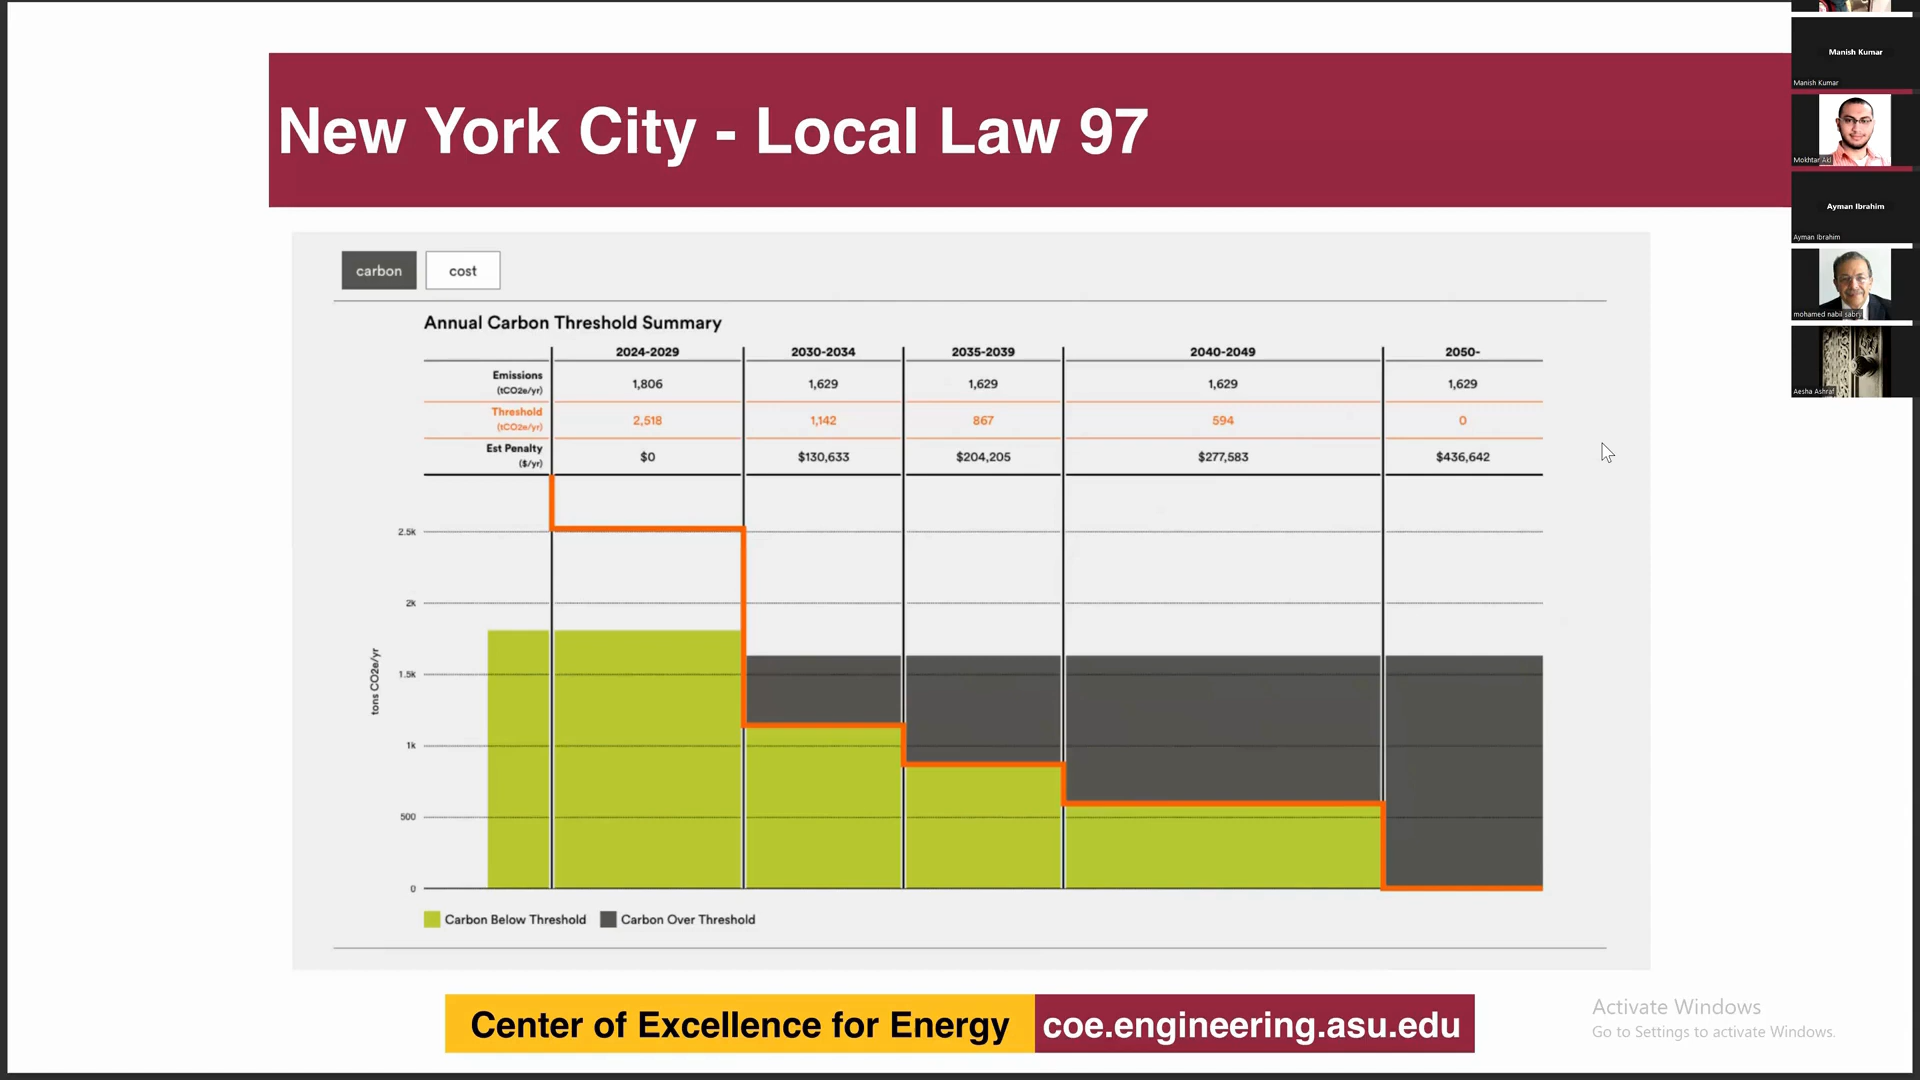 New York City - Local Law 97
carbon
cost
Annual Carbon Threshold Summary
2024-2029 2030-2034 2035-2039 2040-2049 2050-
Emissions (tCO2e/yr) 1,806 1,629 1,629 1,629 1,629
Threshold (tCO2e/yr) 2,518 1,142 867 594 0
Est Penalty ($/yr) $0 $130,633 $204,205 $277,583 $436,642
2.5k
2k
1.5k
1k
500
0
tons CO2e/yr
Carbon Below Threshold
Carbon Over Threshold
Center of Excellence for Energy
coe.engineering.asu.edu
Manish Kumar
Manish Kumar
Mokhtar Akl
Ayman Ibrahim
Ayman Ibrahim
mohamed nabil sabry
Aesha Ashraf
Activate Windows
Go to Settings to activate Windows.